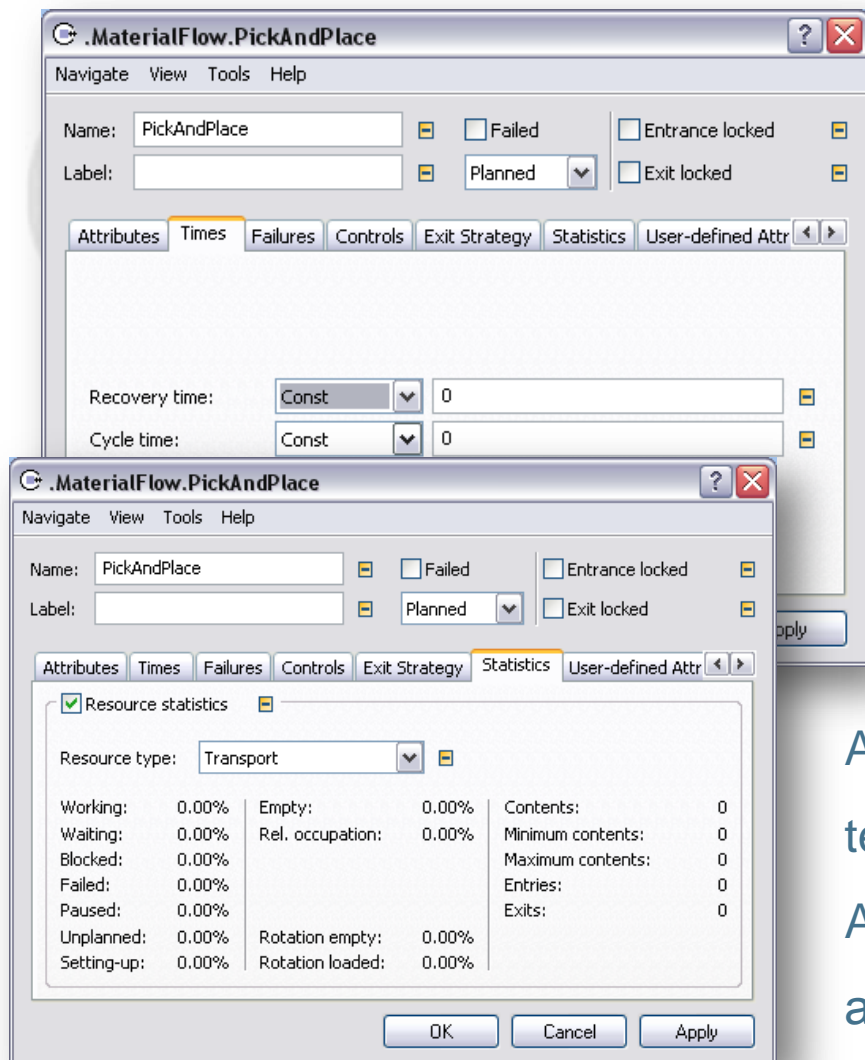 .MaterialFlow.PickAndPlace
Navigate View Tools Help
Name: PickAndPlace Failed Entrance locked
Label: Planned Exit locked
Attributes Times Failures Controls Exit Strategy Statistics User-defined Attr
Recovery time: Const 0
Cycle time: Const 0
.MaterialFlow.PickAndPlace
Navigate View Tools Help
Name: PickAndPlace Failed Entrance locked
Label: Planned Exit locked
Attributes Times Failures Controls Exit Strategy Statistics User-defined Attr
Resource statistics
Resource type: Transport
Working: 0.00% Empty: 0.00% Contents: 0
Waiting: 0.00% Rel. occupation: 0.00% Minimum contents: 0
Blocked: 0.00% Maximum contents: 0
Failed: 0.00% Entries: 0
Paused: 0.00% Exits: 0
Unplanned: 0.00% Rotation empty: 0.00%
Setting-up: 0.00% Rotation loaded: 0.00%
OK Cancel Apply